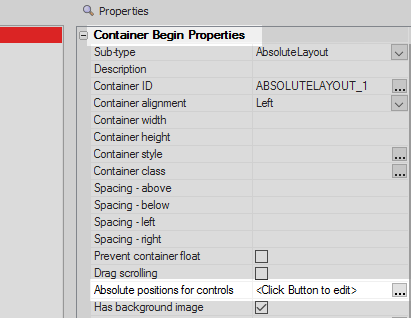 Properties
Container Begin Properties
Sub-type AbsoluteLayout
Description
Container ID ABSOLUTELAYOUT_1 ...
Container alignment Left
Container width
Container height
Container style ...
Container class ...
Spacing - above
Spacing - below
Spacing - left
Spacing - right
Prevent container float
Drag scrolling
Absolute positions for controls <Click Button to edit> ...
Has background image